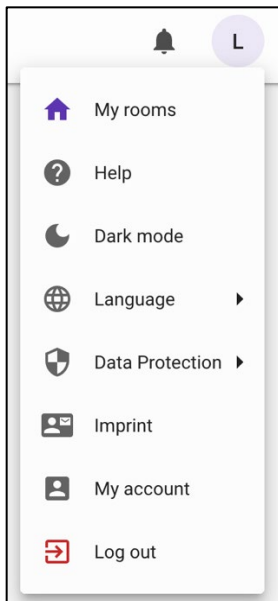 L
My rooms
Help
Dark mode
Language
Data Protection
Imprint
My account
Log out